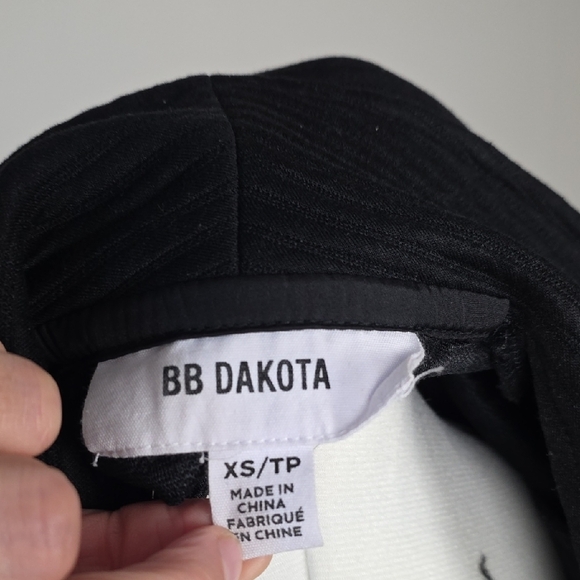 BB DAKOTA
XS/TP
MADE IN
CHINA
FABRIQUÉ
EN CHINE